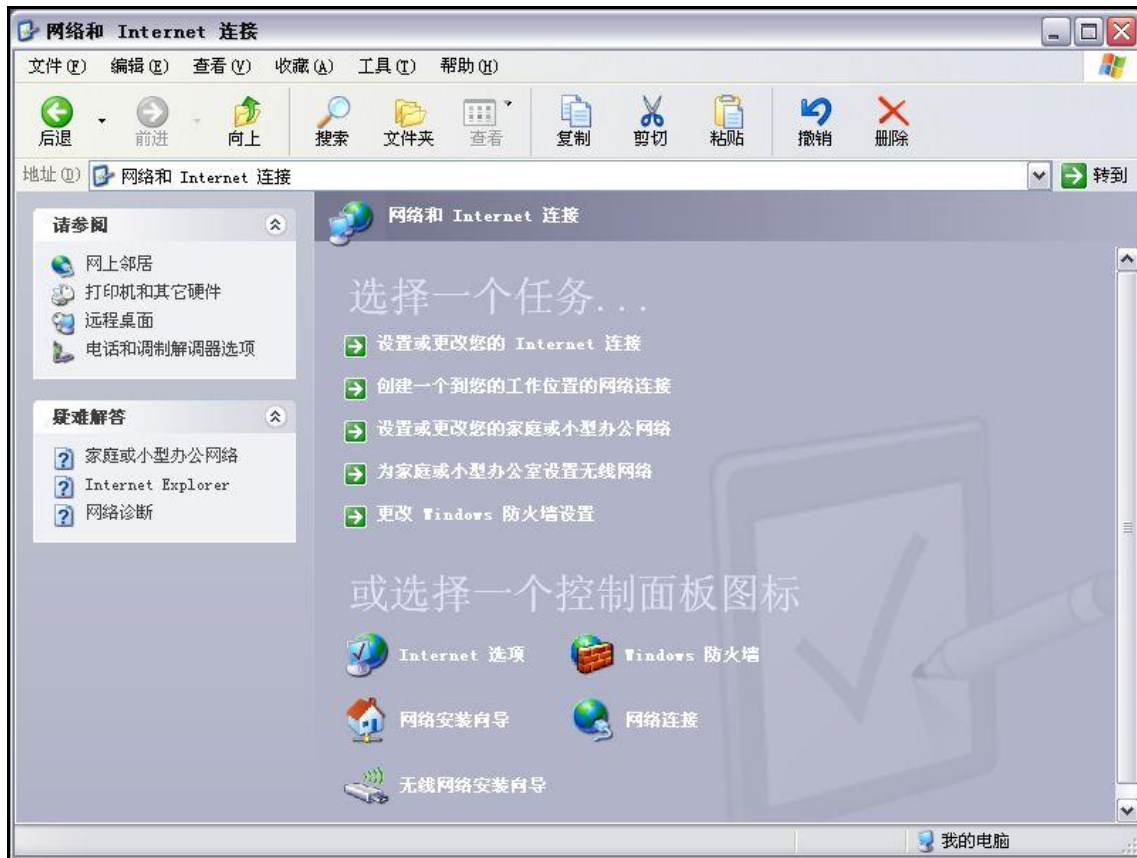 网络和 Internet 连接
文件(F) 编辑(E) 查看(V) 收藏(A) 工具(T) 帮助(H)
后退 前进 向上 搜索 文件夹 查看 复制 剪切 粘贴 撤销 删除
地址(D) 网络和 Internet 连接 转到
请参阅
网上邻居
打印机和其它硬件
远程桌面
电话和调制解调器选项
疑难解答
家庭或小型办公网络
Internet Explorer
网络诊断
网络和 Internet 连接
选择一个任务...
设置或更改您的 Internet 连接
创建一个到您的工作位置的网络连接
设置或更改您的家庭或小型办公网络
为家庭或小型办公室设置无线网络
更改 Windows 防火墙设置
或选择一个控制面板图标
Internet 选项 Windows 防火墙
网络安装向导 网络连接
无线网络安装向导
我的电脑